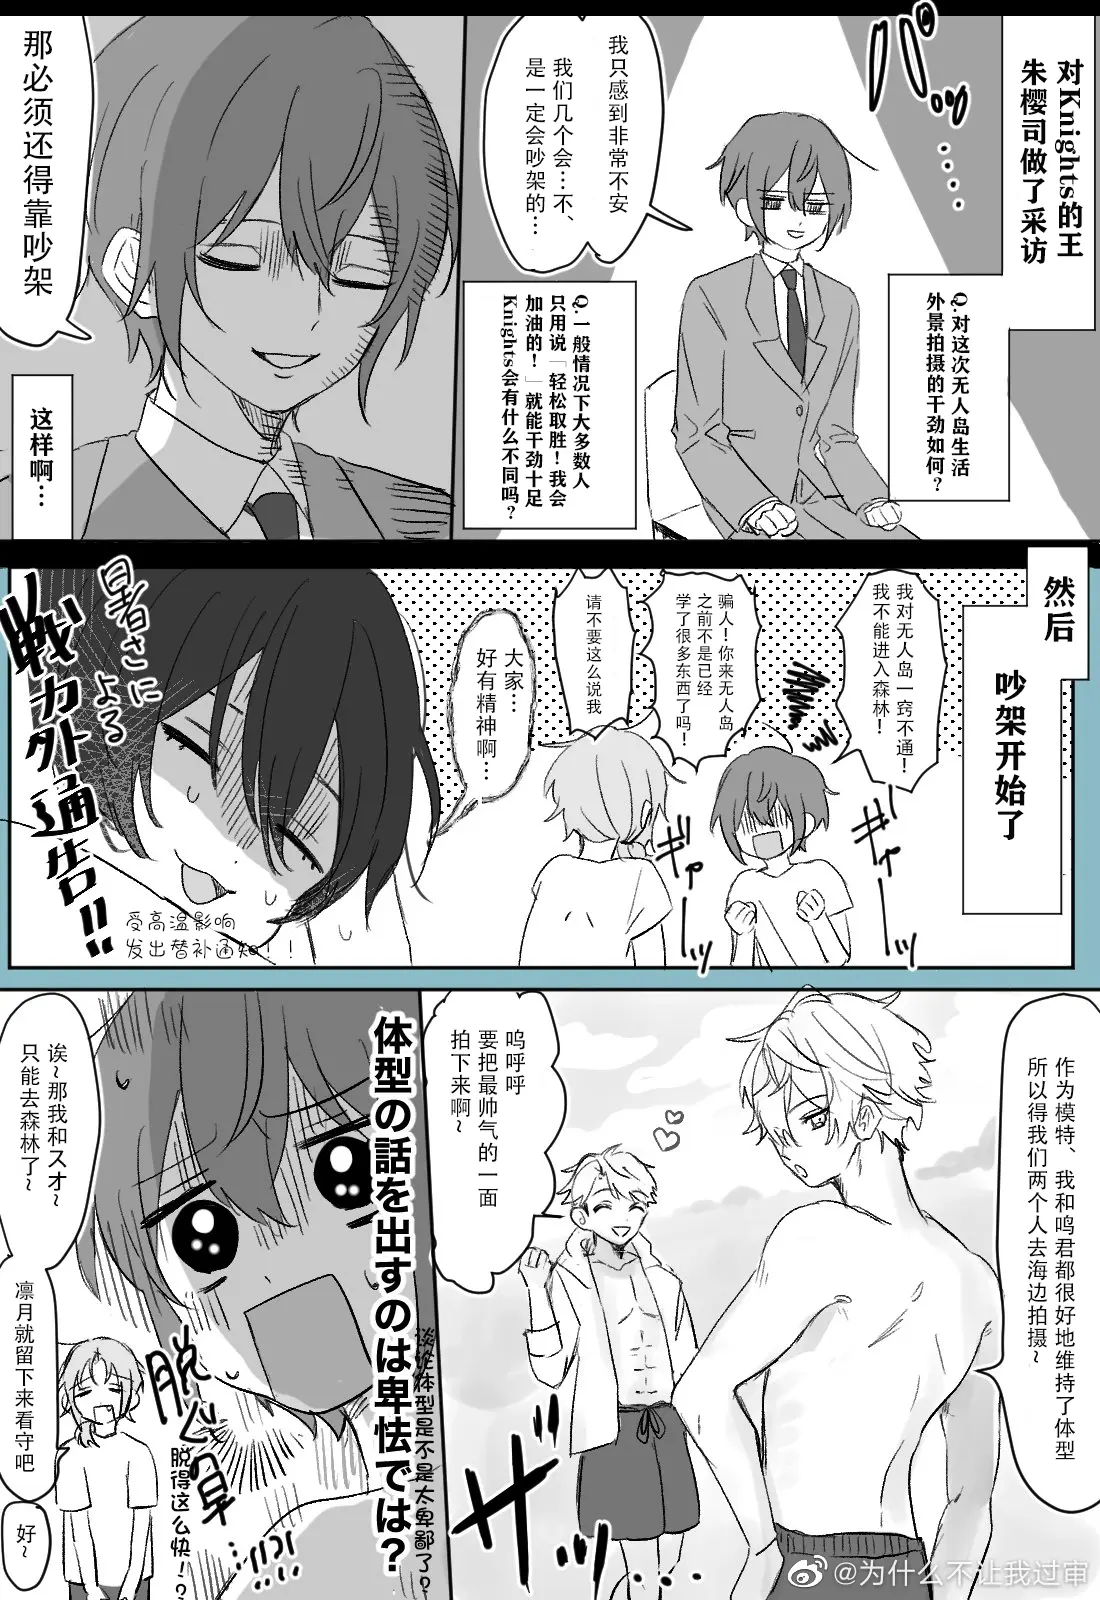 对Knights的王
朱樱司做了采访
Q.对这次无人岛生活
外景拍摄的干劲如何?
我只感到非常不安
我们几个会…不、
是一定会吵架的…
Q.一般情况下大多数人
只用说「轻松取胜!我会
加油的!」就能干劲十足
Knights会有什么不同吗?
那必须还得靠吵架
这样啊…
然后
吵架开始了
我对无人岛一窍不通!
我不能进入森林!
骗人!你来无人岛
之前不是已经
学了很多东西了吗!
请不要这么说我
ギャーッ
ギャーッ
大家…
好有精神啊…
暑さによる
戦力外通告!!
受高温影响
发出替补通知!!
作为模特、我和鸣君都很好地维持了体型
所以得我们两个人去海边拍摄~
呜呼呼
要把最帅气的一面
拍下来啊~
体型の話を出すのは卑怯では?
谈论体型是不是太卑鄙了?
脱ぐの早
脱得这么快!?
诶~那我和スオ~
只能去森林了~
凛月就留下来看守吧
好~
@为什么不让我过审